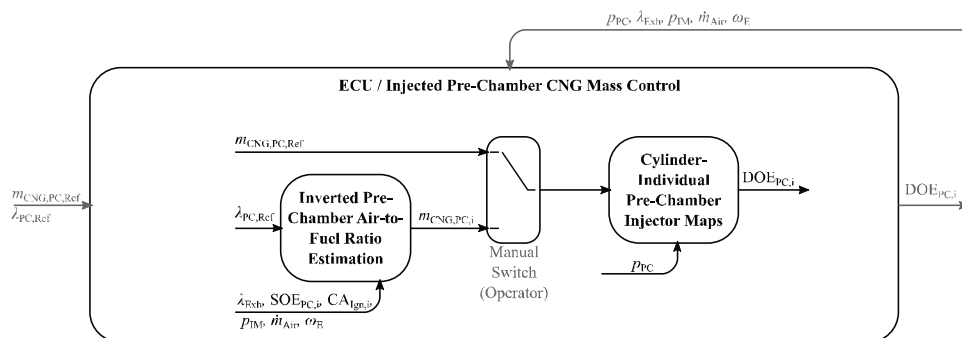 p_PC, λ_Exh, p_IM, ṁ_Air, ω_E
ECU / Injected Pre-Chamber CNG Mass Control
m_CNG,PC,Ref
λ_PC,Ref
m_CNG,PC,Ref
λ_PC,Ref
Inverted Pre-
Chamber Air-to-
Fuel Ratio
Estimation
m_CNG,PC,i
λ_Exh, SOE_PC,i, CA_Ign,i,
p_IM, ṁ_Air, ω_E
Manual
Switch
(Operator)
Cylinder-
Individual
Pre-Chamber
Injector Maps
p_PC
DOE_PC,i
DOE_PC,i